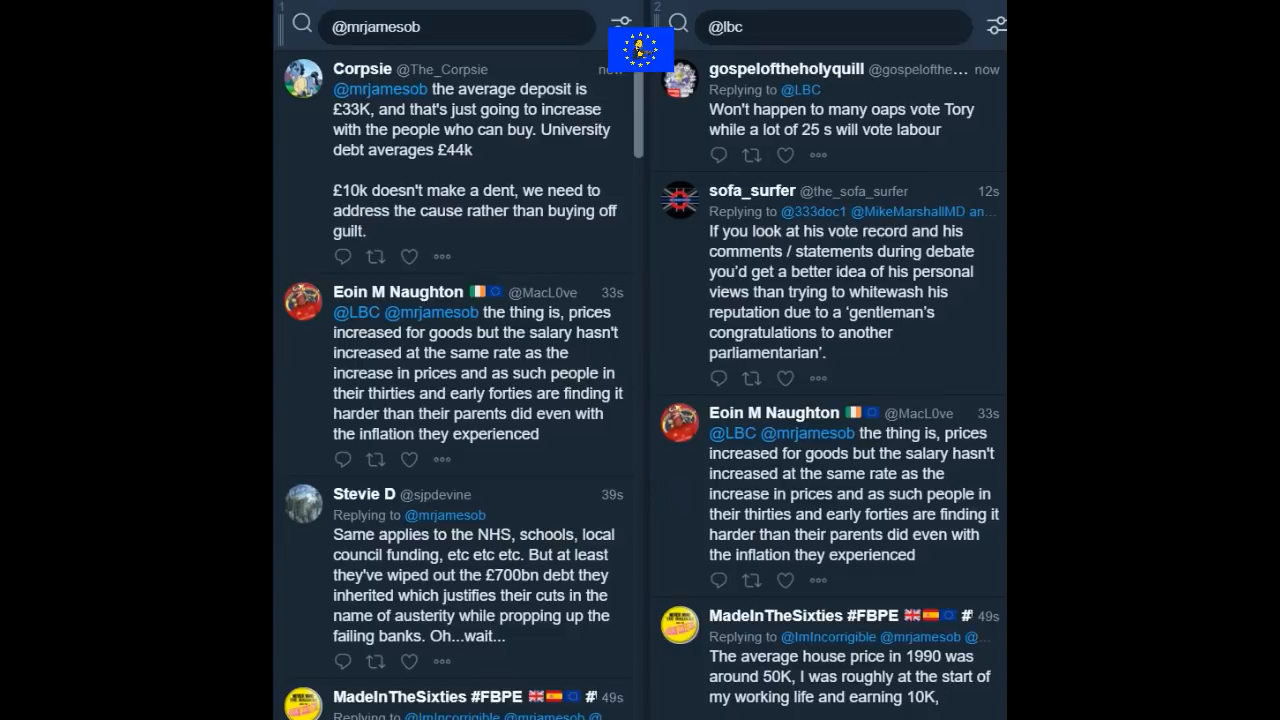 1
@mrjamesob
Corpsie @The_Corpsie now
@mrjamesob the average deposit is
£33K, and that's just going to increase
with the people who can buy. University
debt averages £44k
£10k doesn't make a dent, we need to
address the cause rather than buying off
guilt.
Eoin M Naughton 🇮🇪🇪🇺 @MacL0ve 33s
@LBC @mrjamesob the thing is, prices
increased for goods but the salary hasn't
increased at the same rate as the
increase in prices and as such people in
their thirties and early forties are finding it
harder than their parents did even with
the inflation they experienced
Stevie D @sjpdevine 39s
Replying to @mrjamesob
Same applies to the NHS, schools, local
council funding, etc etc etc. But at least
they've wiped out the £700bn debt they
inherited which justifies their cuts in the
name of austerity while propping up the
failing banks. Oh...wait...
MadeInTheSixties #FBPE 🇬🇧🇪🇸🇪🇺 # 49s
Replying to @ImIncorrigible @mrjamesob @
2
@lbc
gospeloftheholyquill @gospelofthe... now
Replying to @LBC
Won't happen to many oaps vote Tory
while a lot of 25 s will vote labour
sofa_surfer @the_sofa_surfer 12s
Replying to @333doc1 @MikeMarshallMD an...
If you look at his vote record and his
comments / statements during debate
you'd get a better idea of his personal
views than trying to whitewash his
reputation due to a ‘gentleman's
congratulations to another
parliamentarian’.
Eoin M Naughton 🇮🇪🇪🇺 @MacL0ve 33s
@LBC @mrjamesob the thing is, prices
increased for goods but the salary hasn't
increased at the same rate as the
increase in prices and as such people in
their thirties and early forties are finding it
harder than their parents did even with
the inflation they experienced
MadeInTheSixties #FBPE 🇬🇧🇪🇸🇪🇺 # 49s
Replying to @ImIncorrigible @mrjamesob @...
The average house price in 1990 was
around 50K, I was roughly at the start of
my working life and earning 10K,